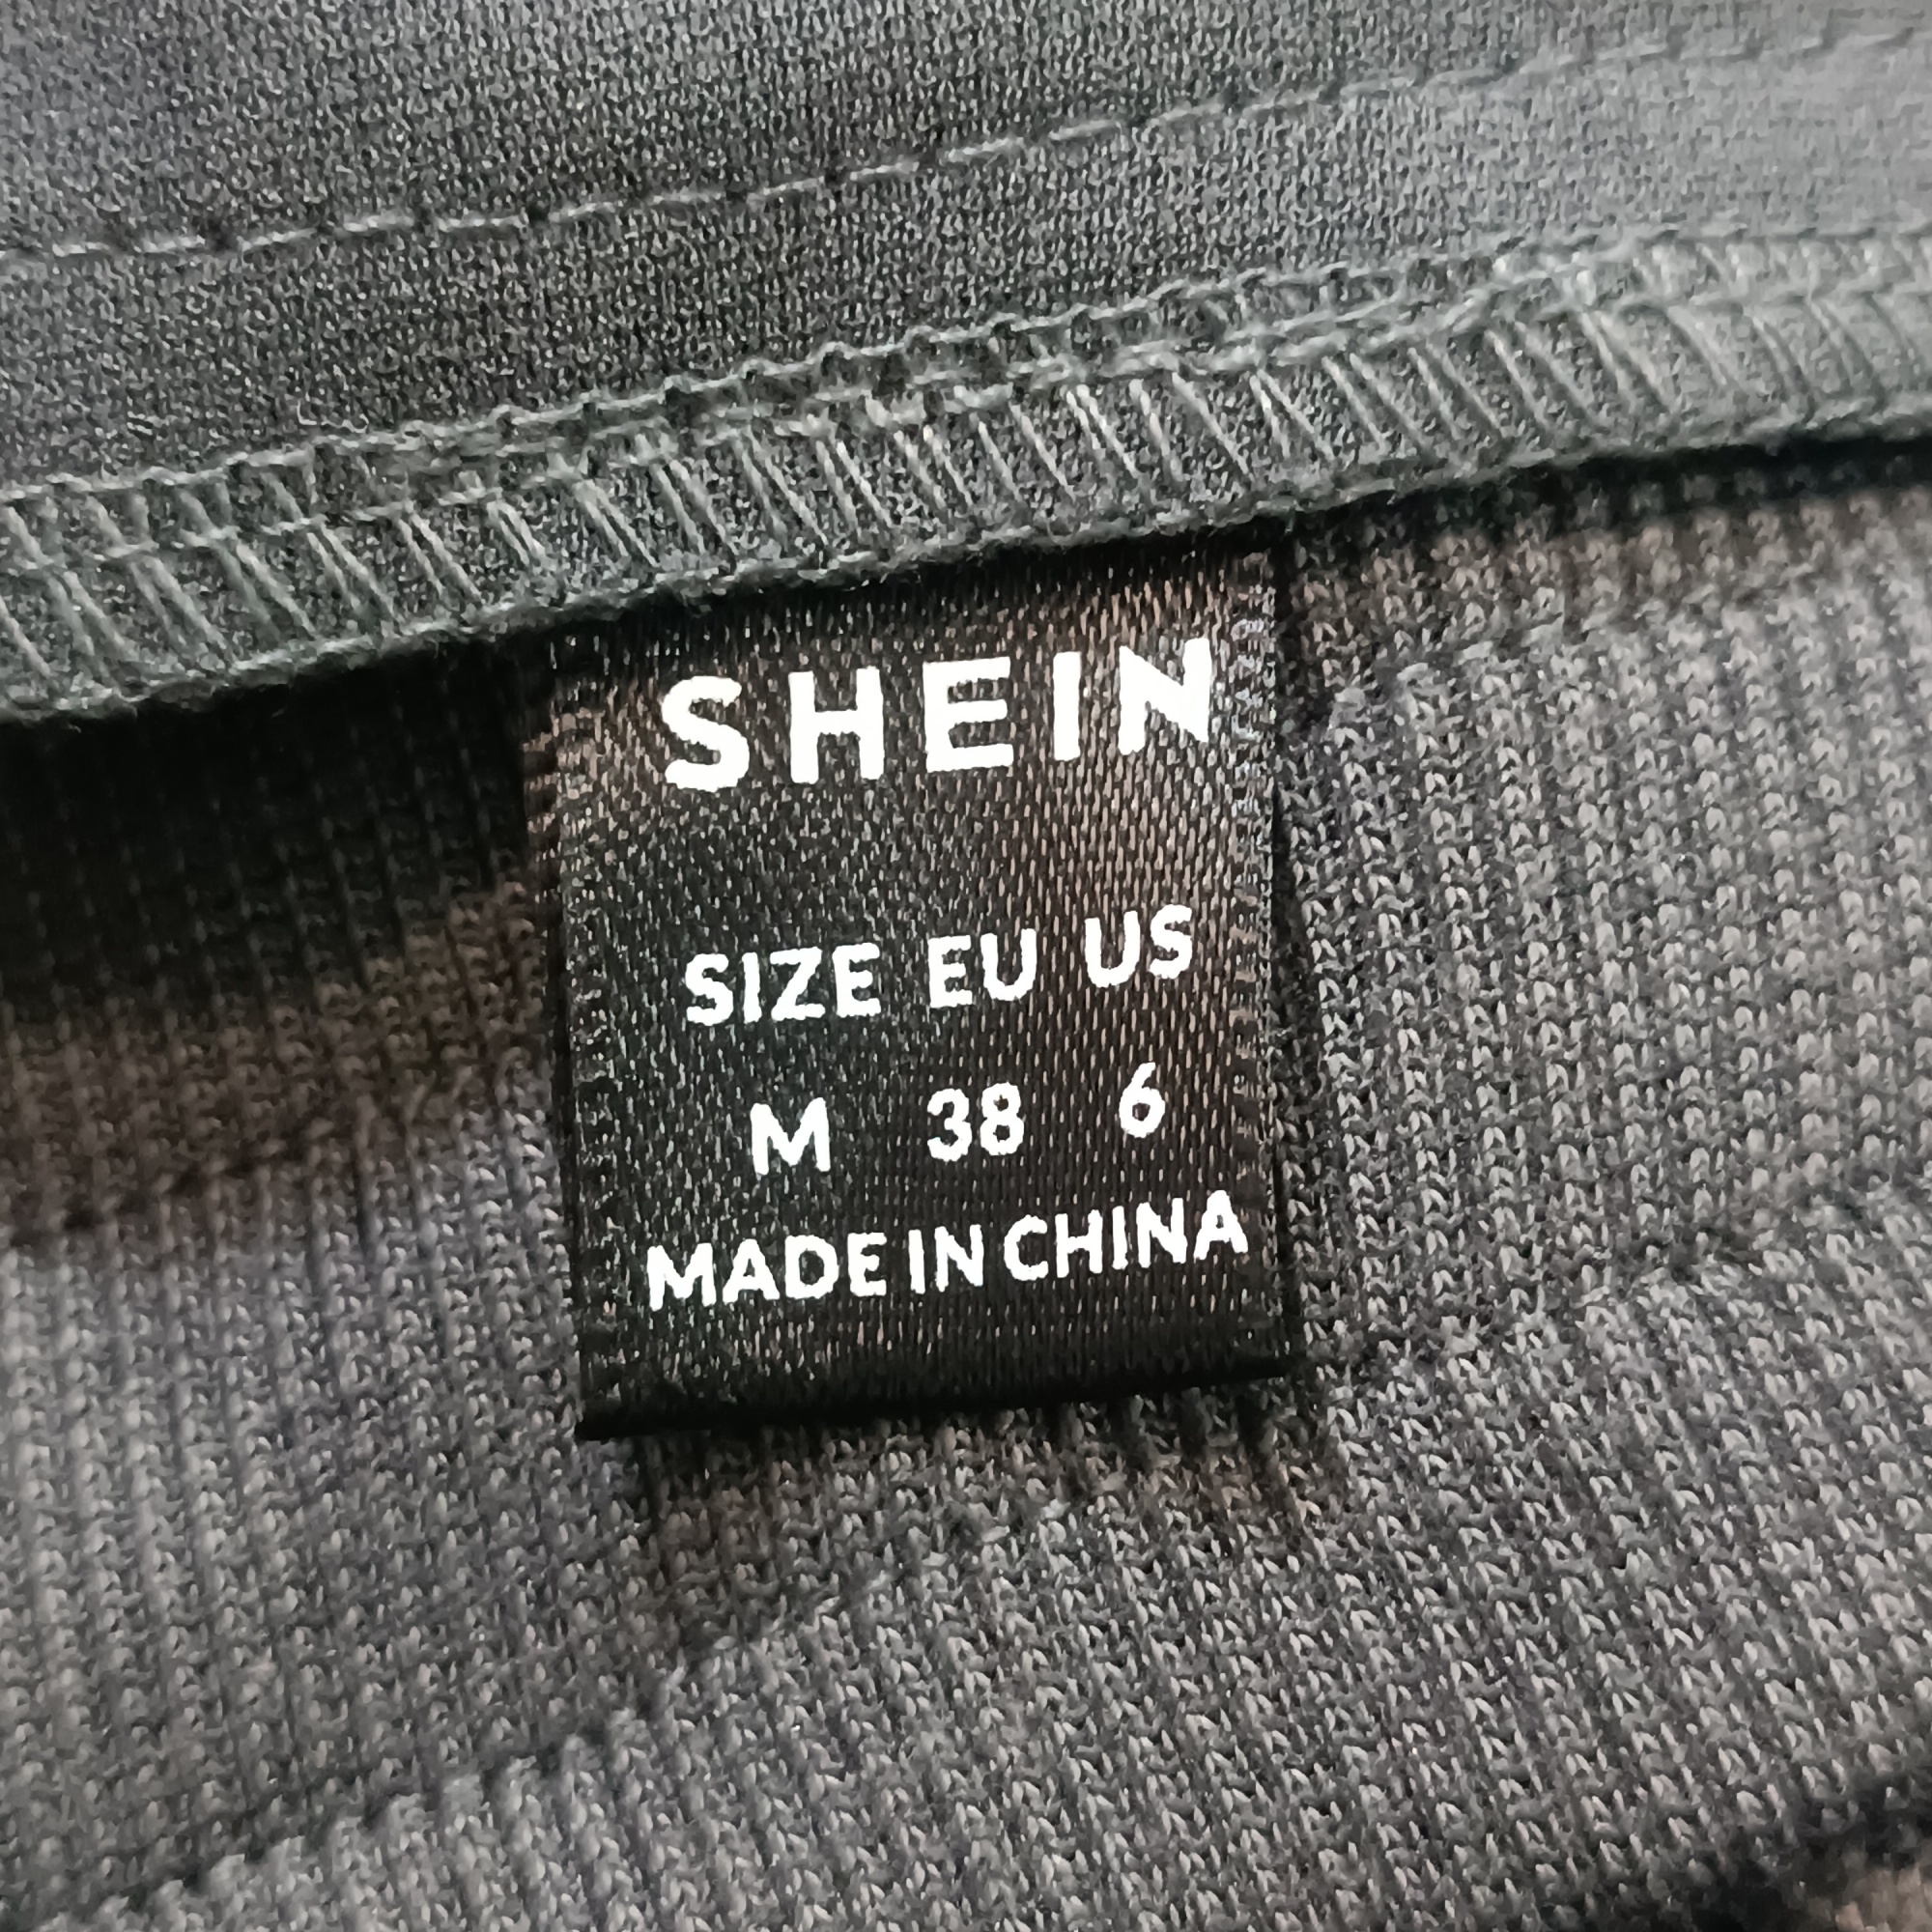 SHEIN
SIZE EU US
M 38 6
MADE IN CHINA